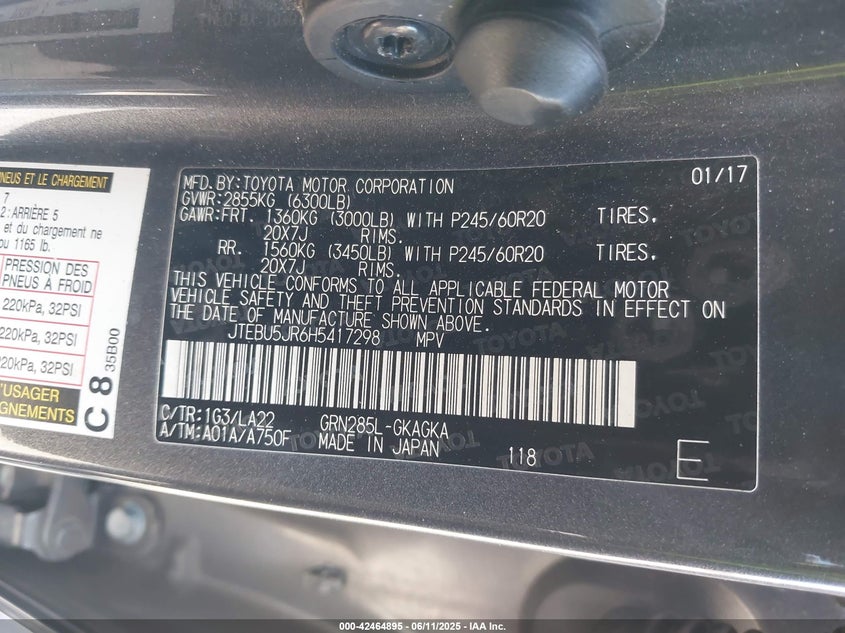 PNEUS ET LE CHARGEMENT
7
2 : ARRIÈRE 5
et du chargement ne
ou 1165 lb.
PRESSION DES
PNEUS À FROID
220kPa, 32PSI
220kPa, 32PSI
20kPa, 32PSI
L'USAGER
C 8 35B00
MFD. BY: TOYOTA MOTOR CORPORATION 01/17
GVWR: 2855KG (6300LB)
GAWR: FRT. 1360KG (3000LB) WITH P245/60R20 TIRES.
20X7J RIMS.
RR. 1560KG (3450LB) WITH P245/60R20 TIRES.
20X7J RIMS.
THIS VEHICLE CONFORMS TO ALL APPLICABLE FEDERAL MOTOR
VEHICLE SAFETY AND THEFT PREVENTION STANDARDS IN EFFECT ON
THE DATE OF MANUFACTURE SHOWN ABOVE.
JTEBU5JR6H5417298 MPV
C/TR: 1G3/LA22 GRN285L-GKAGKA
A/TM: A01A/A750F MADE IN JAPAN 118 E
TOYOTA
000-42464895 - 06/11/2025 - IAA Inc.